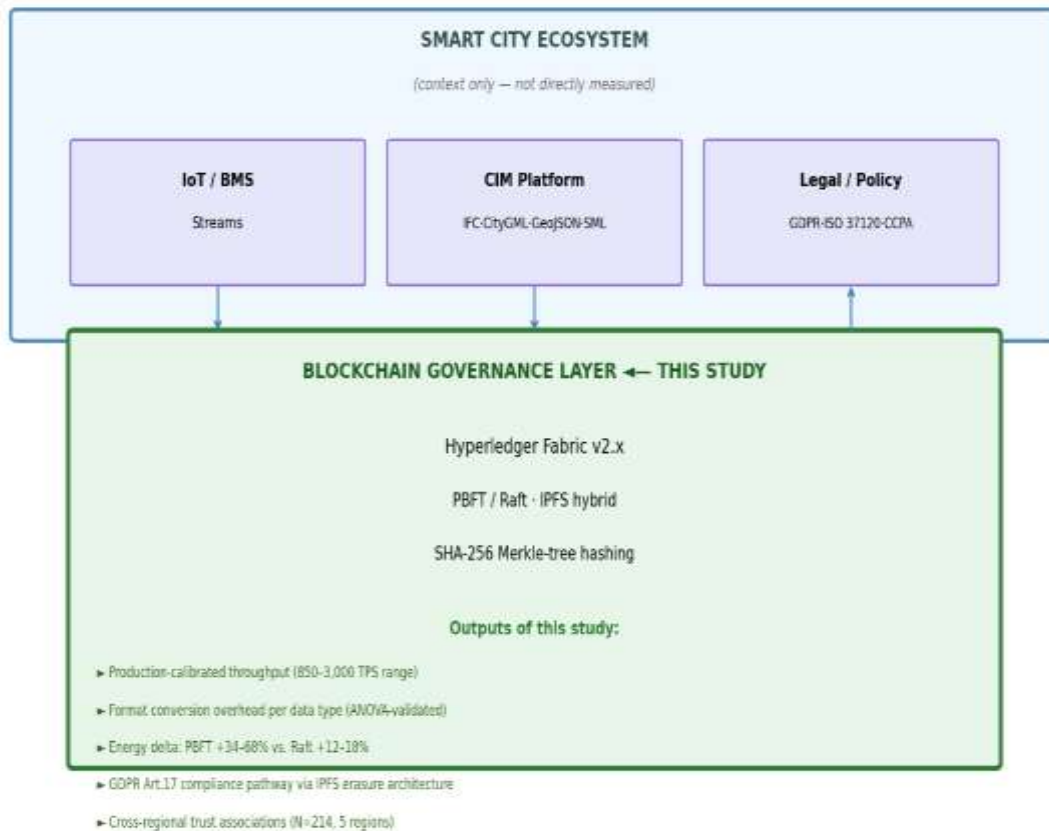 SMART CITY ECOSYSTEM
(context only — not directly measured)
IoT / BMS
Streams
CIM Platform
IFC-CityGML-GeoJSON-SML
Legal / Policy
GDPR-ISO 37120-CCPA
BLOCKCHAIN GOVERNANCE LAYER ◄— THIS STUDY
Hyperledger Fabric v2.x
PBFT / Raft · IPFS hybrid
SHA-256 Merkle-tree hashing
Outputs of this study:
► Production-calibrated throughput (850–3,000 TPS range)
► Format conversion overhead per data type (ANOVA-validated)
► Energy delta: PBFT +34–68% vs. Raft +12–18%
► GDPR Art.17 compliance pathway via IPFS erasure architecture
► Cross-regional trust associations (N=214, 5 regions)